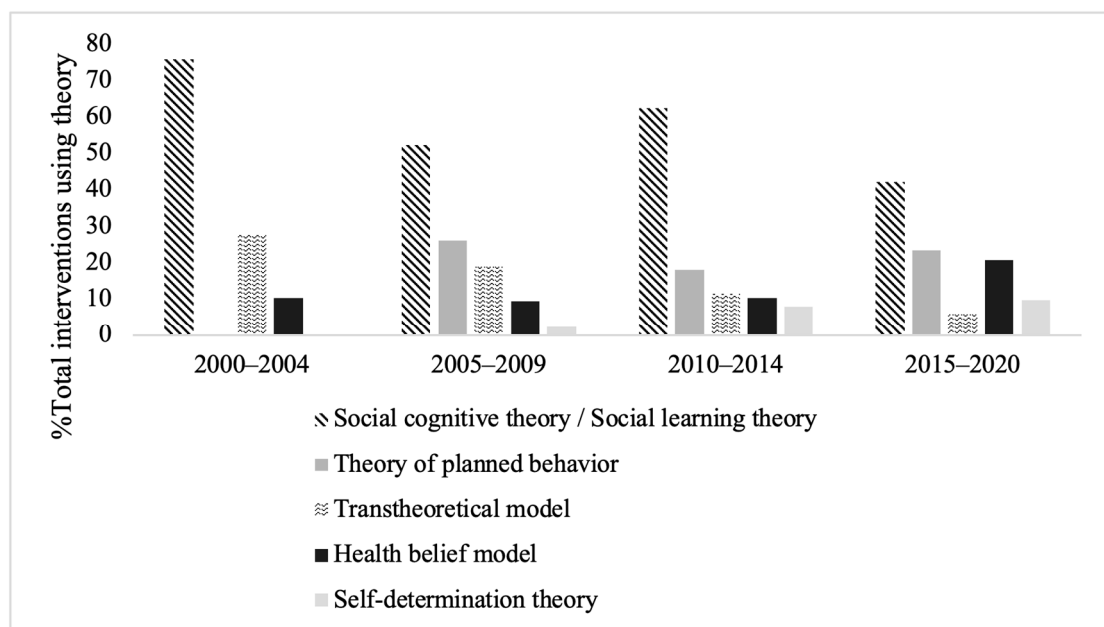 %Total interventions using theory
80
70
60
50
40
30
20
10
0
2000–2004
2005–2009
2010–2014
2015–2020
Social cognitive theory / Social learning theory
Theory of planned behavior
Transtheoretical model
Health belief model
Self-determination theory